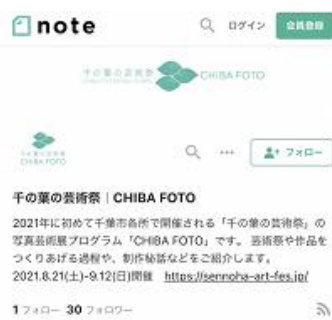 note
ログイン
会員登録
千の葉の芸術祭
CHIBA FOTO
千の葉の芸術祭
CHIBA FOTO
フォロー
千の葉の芸術祭｜CHIBA FOTO
2021年に初めて千葉市各所で開催される「千の葉の芸術祭」の
写真芸術展プログラム「CHIBA FOTO」です。 芸術祭や作品を
つくりあげる過程や、制作秘話などをご紹介します。
2021.8.21(土)-9.12(日)開催 https://sennoha-art-fes.jp/
1 フォロー 30 フォロワー